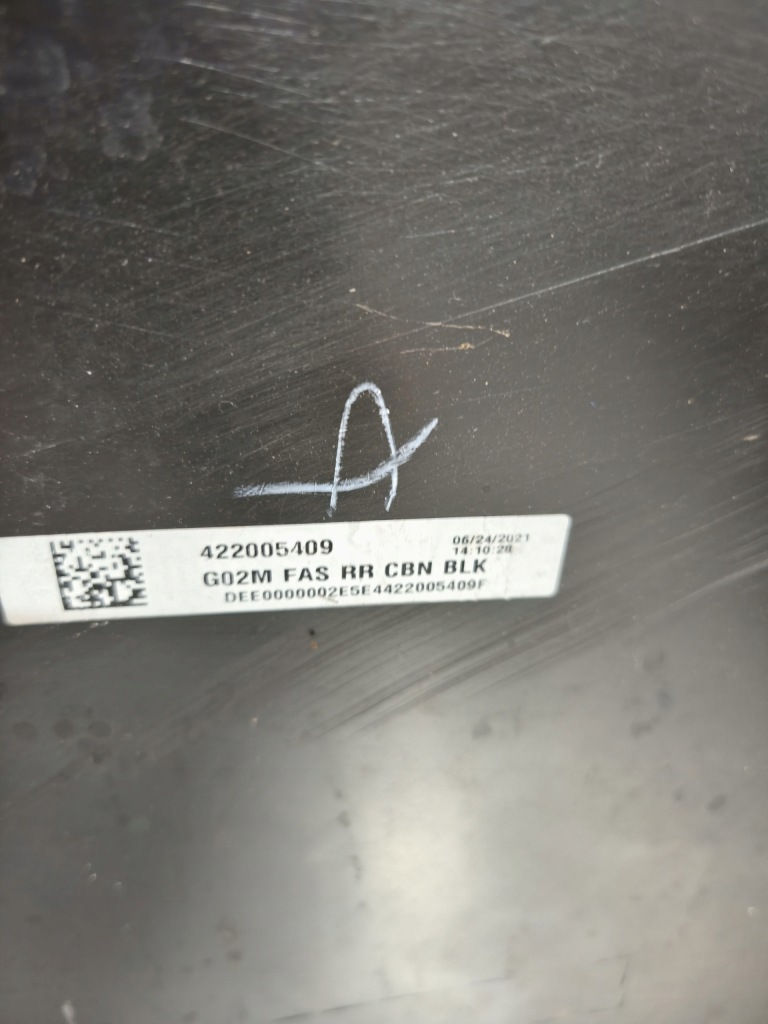 A
422005409
06/24/2021
14:10:28
G02M FAS RR CBN BLK
DEE0000002E5E4422005409F